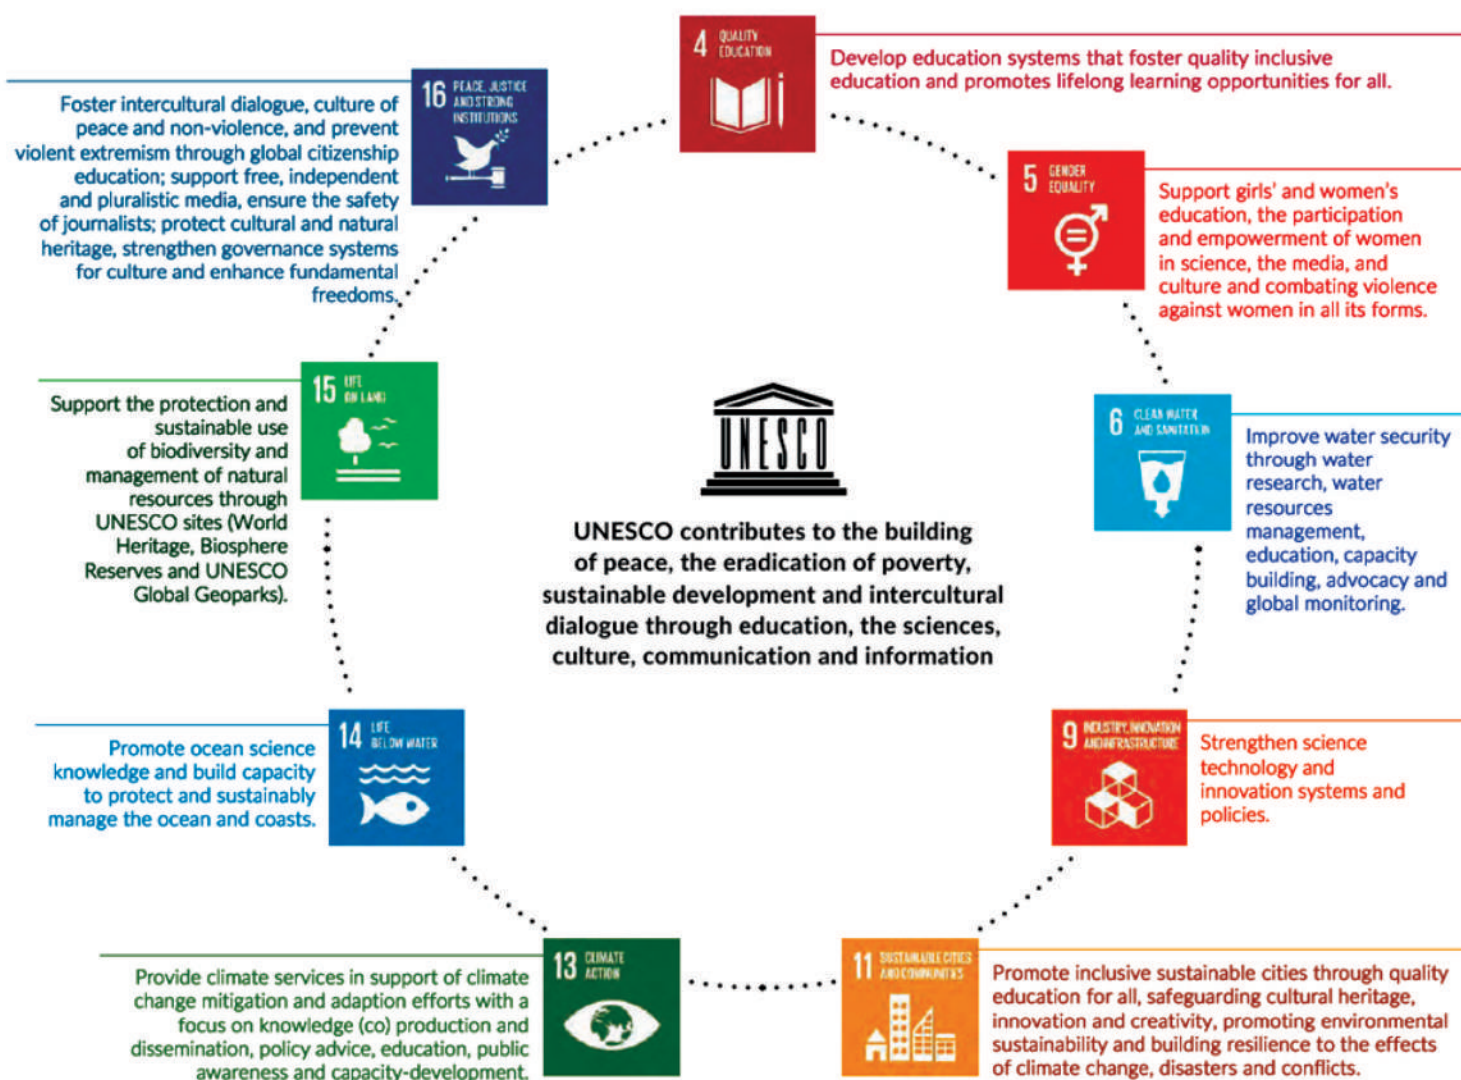 4 QUALITY
EDUCATION
Develop education systems that foster quality inclusive
education and promotes lifelong learning opportunities for all.
5 GENDER
EQUALITY
Support girls' and women's
education, the participation
and empowerment of women
in science, the media, and
culture and combating violence
against women in all its forms.
6 CLEAN WATER
AND SANITATION
Improve water security
through water
research, water
resources
management,
education, capacity
building, advocacy and
global monitoring.
9 INDUSTRY, INNOVATION
AND INFRASTRUCTURE
Strengthen science
technology and
innovation systems and
policies.
11 SUSTAINABLE CITIES
AND COMMUNITIES
Promote inclusive sustainable cities through quality
education for all, safeguarding cultural heritage,
innovation and creativity, promoting environmental
sustainability and building resilience to the effects
of climate change, disasters and conflicts.
13 CLIMATE
ACTION
Provide climate services in support of climate
change mitigation and adaption efforts with a
focus on knowledge (co) production and
dissemination, policy advice, education, public
awareness and capacity-development.
14 LIFE
BELOW WATER
Promote ocean science
knowledge and build capacity
to protect and sustainably
manage the ocean and coasts.
15 LIFE
ON LAND
Support the protection and
sustainable use
of biodiversity and
management of natural
resources through
UNESCO sites (World
Heritage, Biosphere
Reserves and UNESCO
Global Geoparks).
16 PEACE, JUSTICE
AND STRONG
INSTITUTIONS
Foster intercultural dialogue, culture of
peace and non-violence, and prevent
violent extremism through global citizenship
education; support free, independent
and pluralistic media, ensure the safety
of journalists; protect cultural and natural
heritage, strengthen governance systems
for culture and enhance fundamental
freedoms.
UNESCO
UNESCO contributes to the building
of peace, the eradication of poverty,
sustainable development and intercultural
dialogue through education, the sciences,
culture, communication and information